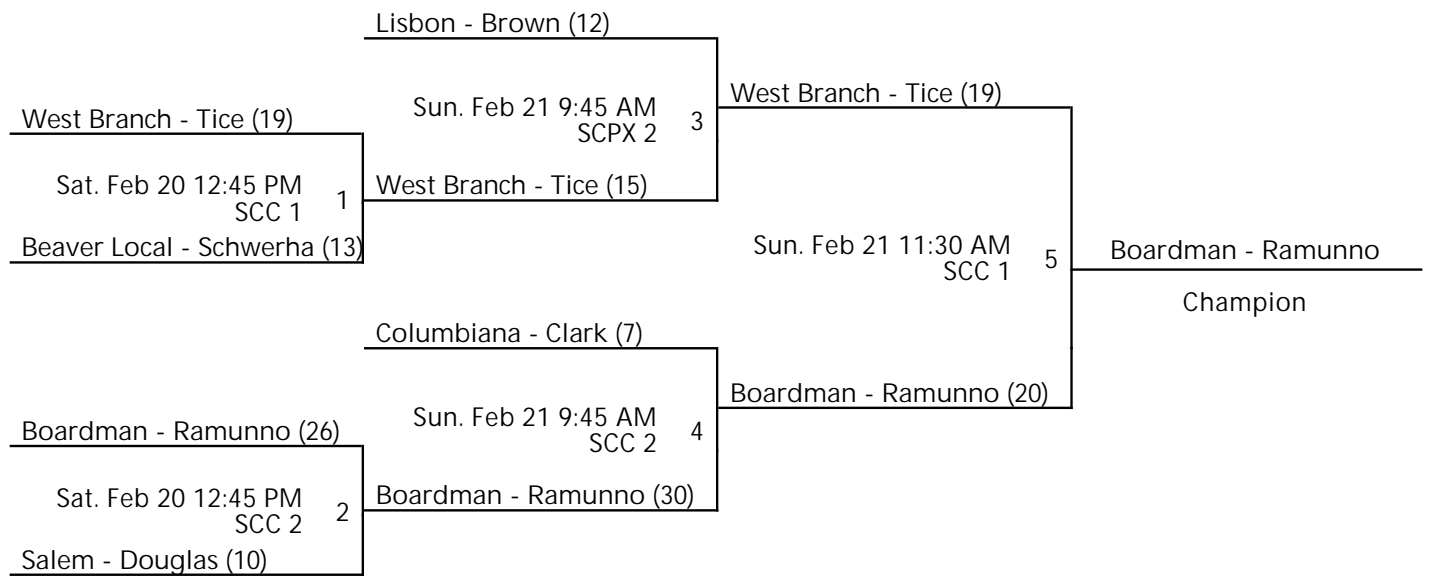 Lisbon - Brown (12)
West Branch - Tice (19)
Sun. Feb 21 9:45 AM
SCPX 2
3
West Branch - Tice (19)
Sat. Feb 20 12:45 PM
SCC 1
1
West Branch - Tice (15)
Beaver Local - Schwerha (13)
Sun. Feb 21 11:30 AM
SCC 1
5
Boardman - Ramunno
Champion
Columbiana - Clark (7)
Boardman - Ramunno (20)
Sun. Feb 21 9:45 AM
SCC 2
4
Boardman - Ramunno (26)
Sat. Feb 20 12:45 PM
SCC 2
2
Boardman - Ramunno (30)
Salem - Douglas (10)